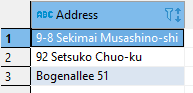 ABC Address
1 9-8 Sekimai Musashino-shi
2 92 Setsuko Chuo-ku
3 Bogenallee 51